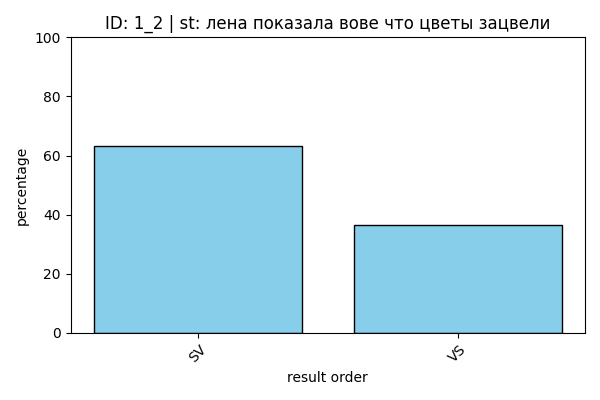 ID: 1_2 | st: лена показала вове что цветы зацвели
percentage
100
80
60
40
20
0
SV
VS
result order